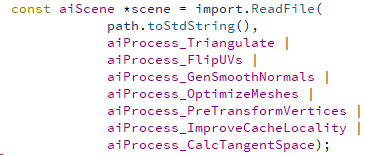 const aiScene *scene = import.ReadFile(
path.toStdString(),
aiProcess_Triangulate |
aiProcess_FlipUVs |
aiProcess_GenSmoothNormals |
aiProcess_OptimizeMeshes |
aiProcess_PreTransformVertices |
aiProcess_ImproveCacheLocality |
aiProcess_CalcTangentSpace);